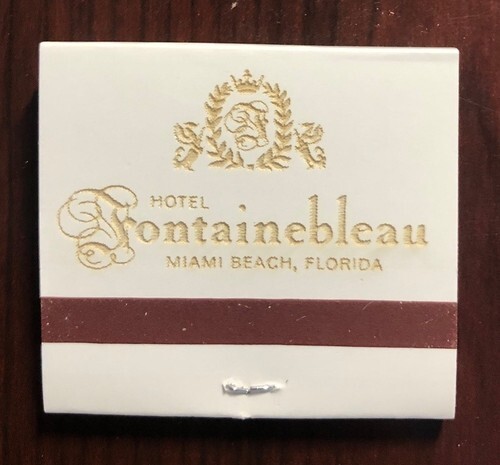 F
HOTEL
Fontainebleau
MIAMI BEACH, FLORIDA